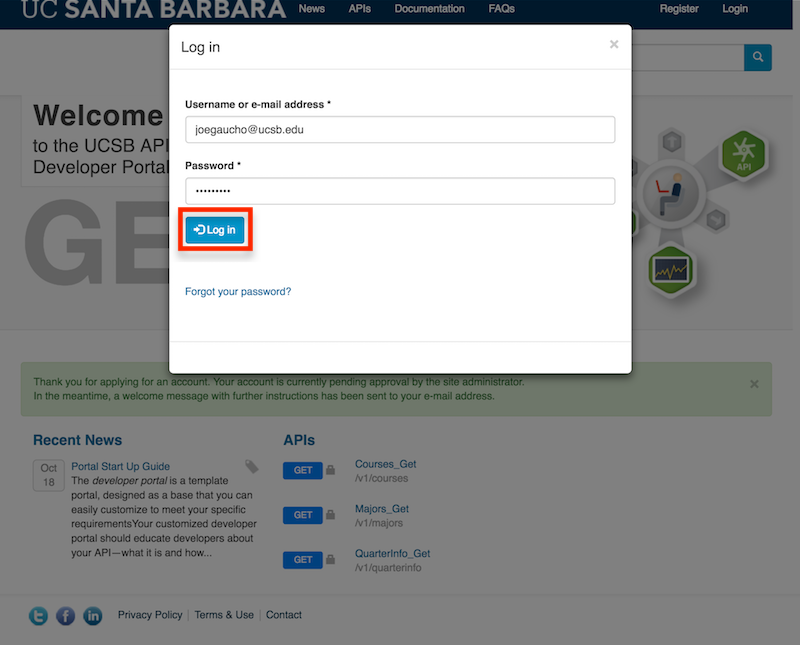 UC SANTA BARBARA
News APIs Documentation FAQs Register Login
Log in ×
Username or e-mail address *
joegaucho@ucsb.edu
Password *
•••••••••
Log in
Forgot your password?
Welcome
to the UCSB API
Developer Portal
GE
API
Thank you for applying for an account. Your account is currently pending approval by the site administrator. ×
In the meantime, a welcome message with further instructions has been sent to your e-mail address.
Recent News
Oct
18
Portal Start Up Guide
The developer portal is a template
portal, designed as a base that you can
easily customize to meet your specific
requirementsYour customized developer
portal should educate developers about
your API—what it is and how...
APIs
GET Courses_Get
/v1/courses
GET Majors_Get
/v1/majors
GET QuarterInfo_Get
/v1/quarterinfo
Privacy Policy | Terms & Use | Contact